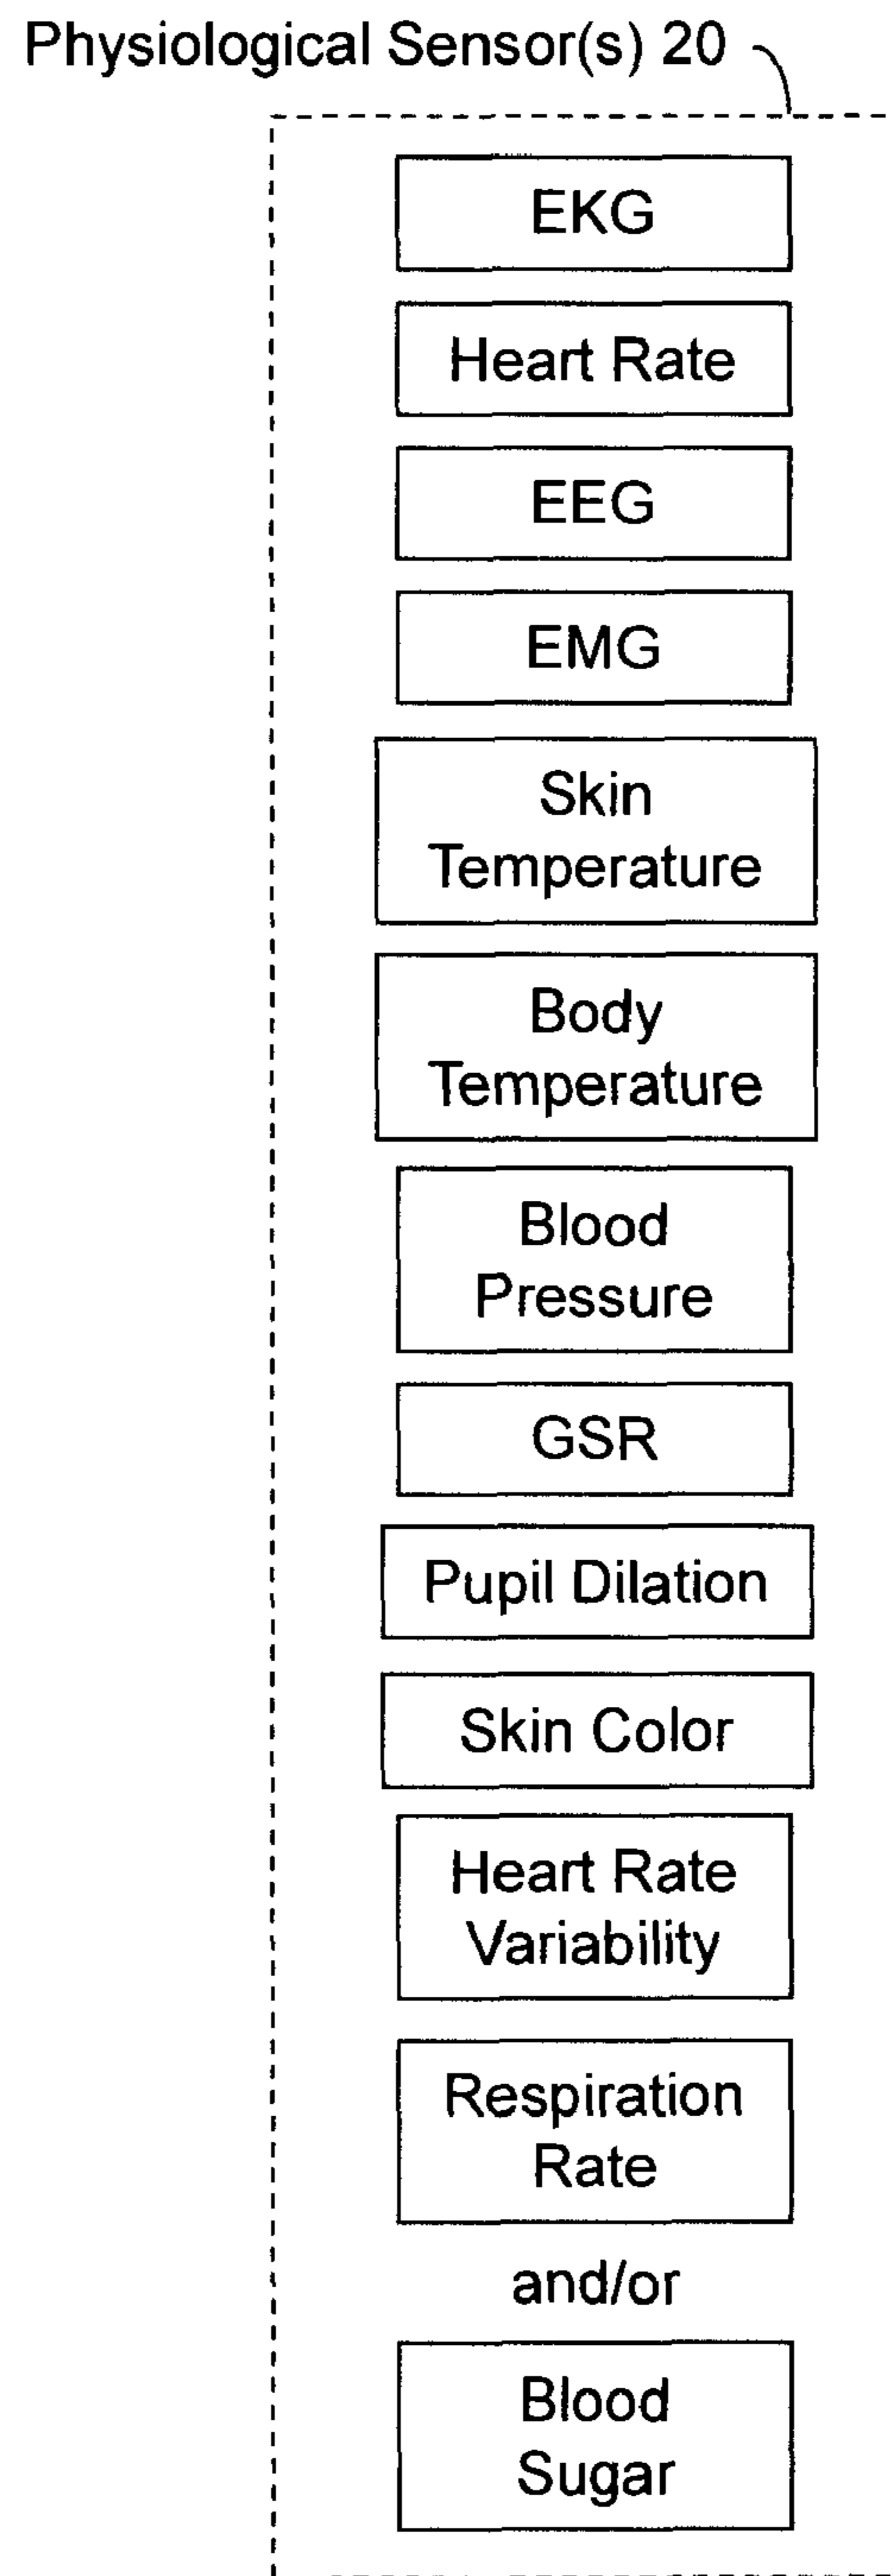 Physiological Sensor(s) 20
EKG
Heart Rate
EEG
EMG
Skin
Temperature
Body
Temperature
Blood
Pressure
GSR
Pupil Dilation
Skin Color
Heart Rate
Variability
Respiration
Rate
and/or
Blood
Sugar